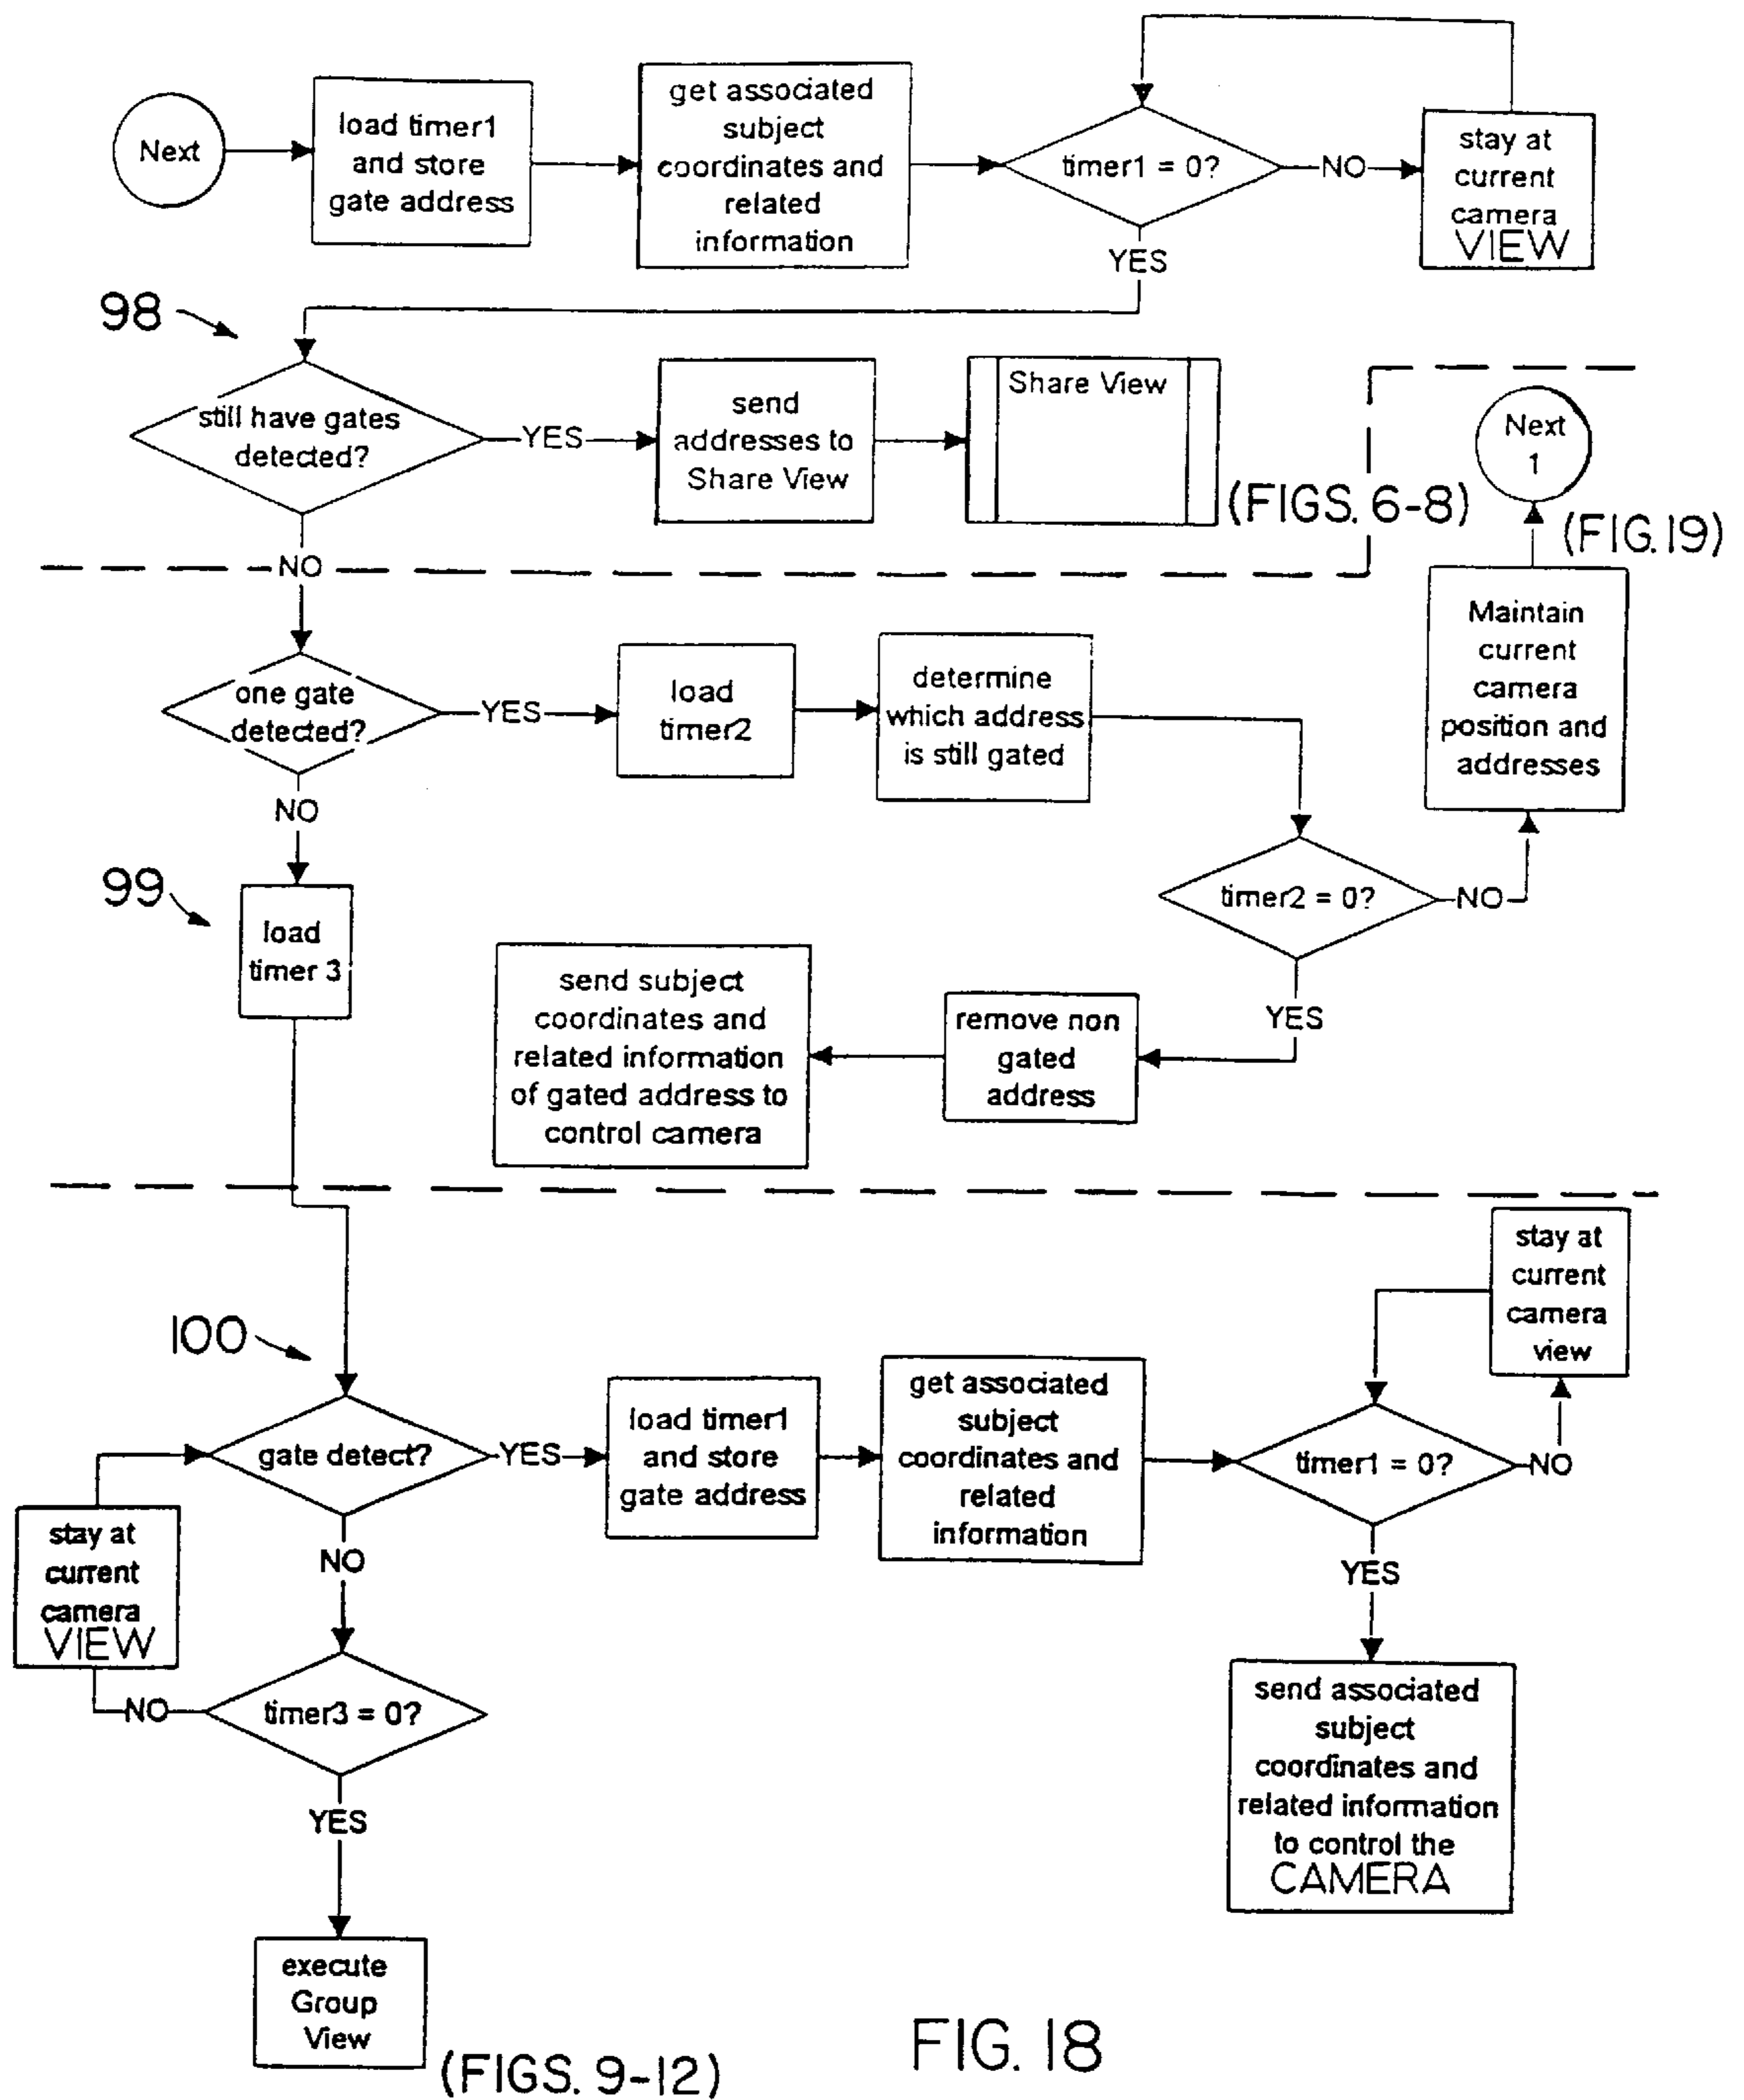 Next
load timer1
and store
gate address
get associated
subject
coordinates and
related
information
timer1 = 0?
NO
stay at
current
camera
VIEW
YES
98
still have gates
detected?
YES
send
addresses to
Share View
Share View
(FIGS. 6-8)
Next
1
(FIG. 19)
NO
one gate
detected?
YES
load
timer2
determine
which address
is still gated
Maintain
current
camera
position and
addresses
NO
99
load
timer 3
timer2 = 0?
NO
YES
remove non
gated
address
send subject
coordinates and
related information
of gated address to
control camera
100
gate detect?
YES
load timer1
and store
gate address
get associated
subject
coordinates and
related
information
timer1 = 0?
NO
stay at
current
camera
view
YES
send associated
subject
coordinates and
related information
to control the
CAMERA
NO
stay at
current
camera
VIEW
NO
timer3 = 0?
YES
execute
Group
View
(FIGS. 9-12)
FIG. 18